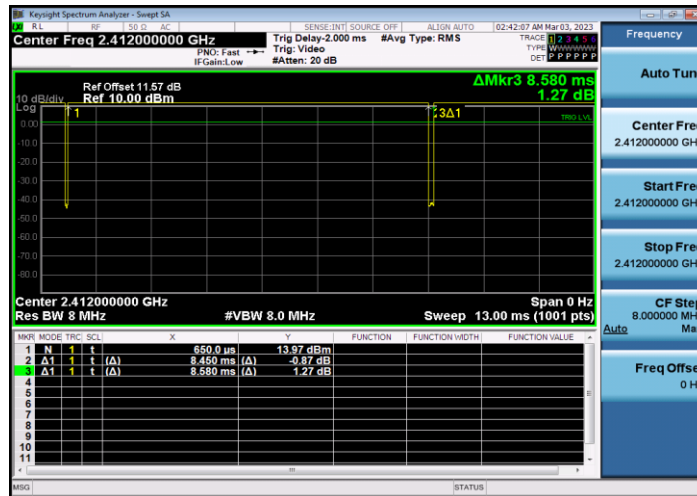 Keysight Spectrum Analyzer - Swept SA
RL RF 50 Ω AC SENSE:INT SOURCE OFF ALIGN AUTO 02:42:07 AM Mar 03, 2023
Center Freq 2.412000000 GHz
PNO: Fast
IFGain:Low
Trig Delay-2.000 ms
Trig: Video
#Atten: 20 dB
#Avg Type: RMS
TRACE 1 2 3 4 5 6
TYPE WWWWWW
DET P P P P P P
Ref Offset 11.57 dB
Ref 10.00 dBm
10 dB/div
Log
ΔMkr3 8.580 ms
1.27 dB
1
3Δ1
TRIG LVL
0.00
-10.0
-20.0
-30.0
-40.0
-50.0
-60.0
-70.0
-80.0
Center 2.412000000 GHz Span 0 Hz
Res BW 8 MHz #VBW 8.0 MHz Sweep 13.00 ms (1001 pts)
MKR MODE TRC SCL X Y FUNCTION FUNCTION WIDTH FUNCTION VALUE
1 N 1 t 650.0 µs 13.97 dBm
2 Δ1 1 t (Δ) 8.450 ms (Δ) -0.87 dB
3 Δ1 1 t (Δ) 8.580 ms (Δ) 1.27 dB
4
5
6
7
8
9
10
11
MSG STATUS
Frequency
Auto Tun
Center Fre
2.412000000 GH
Start Fre
2.412000000 GH
Stop Fre
2.412000000 GH
CF Ste
8.000000 MH
Auto Ma
Freq Offse
0 H